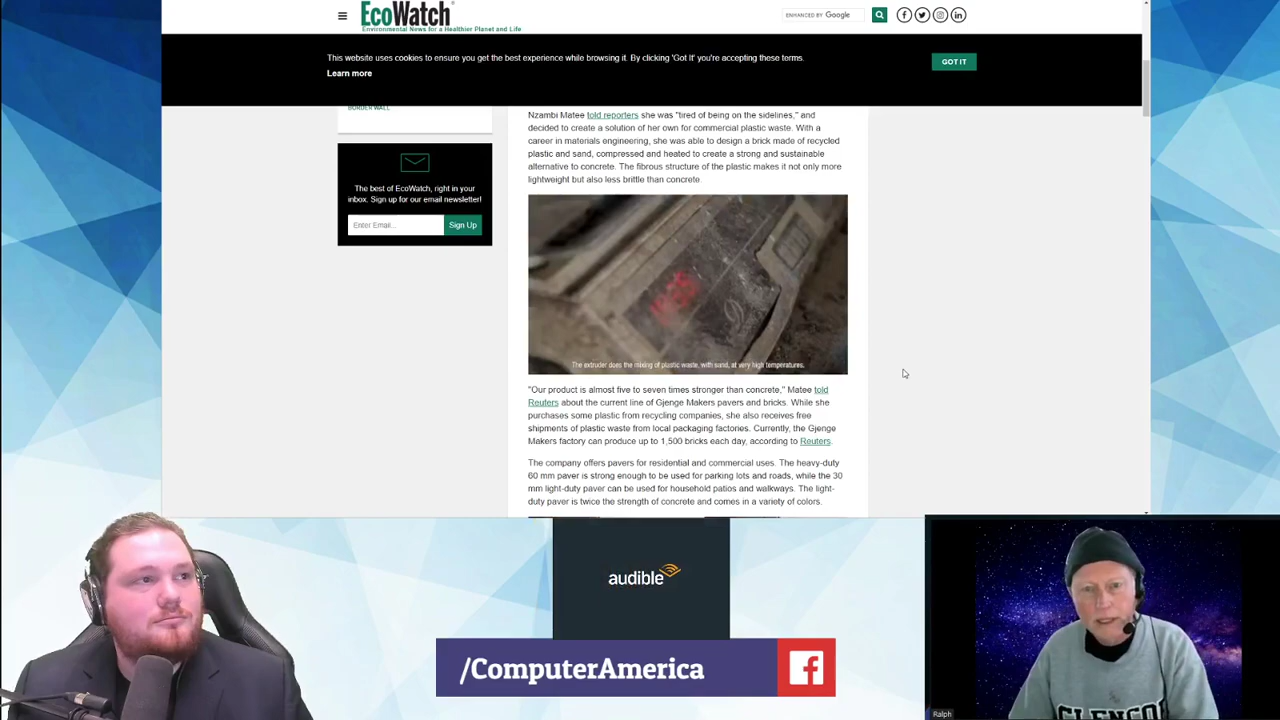 EcoWatch®
Environmental News for a Healthier Planet and Life
ENHANCED BY Google
This website uses cookies to ensure you get the best experience while browsing it. By clicking 'Got It' you're accepting these terms.
Learn more
GOT IT
BORDER WALL
The best of EcoWatch, right in your
inbox. Sign up for our email newsletter!
Enter Email...
Sign Up
Nzambi Matee told reporters she was "tired of being on the sidelines," and
decided to create a solution of her own for commercial plastic waste. With a
career in materials engineering, she was able to design a brick made of recycled
plastic and sand, compressed and heated to create a strong and sustainable
alternative to concrete. The fibrous structure of the plastic makes it not only more
lightweight but also less brittle than concrete.
The extruder does the mixing of plastic waste, with sand, at very high temperatures.
"Our product is almost five to seven times stronger than concrete," Matee told
Reuters about the current line of Gjenge Makers pavers and bricks. While she
purchases some plastic from recycling companies, she also receives free
shipments of plastic waste from local packaging factories. Currently, the Gjenge
Makers factory can produce up to 1,500 bricks each day, according to Reuters.
The company offers pavers for residential and commercial uses. The heavy-duty
60 mm paver is strong enough to be used for parking lots and roads, while the 30
mm light-duty paver can be used for household patios and walkways. The light-
duty paver is twice the strength of concrete and comes in a variety of colors.
audible
/ComputerAmerica
Ralph
GLENCOE